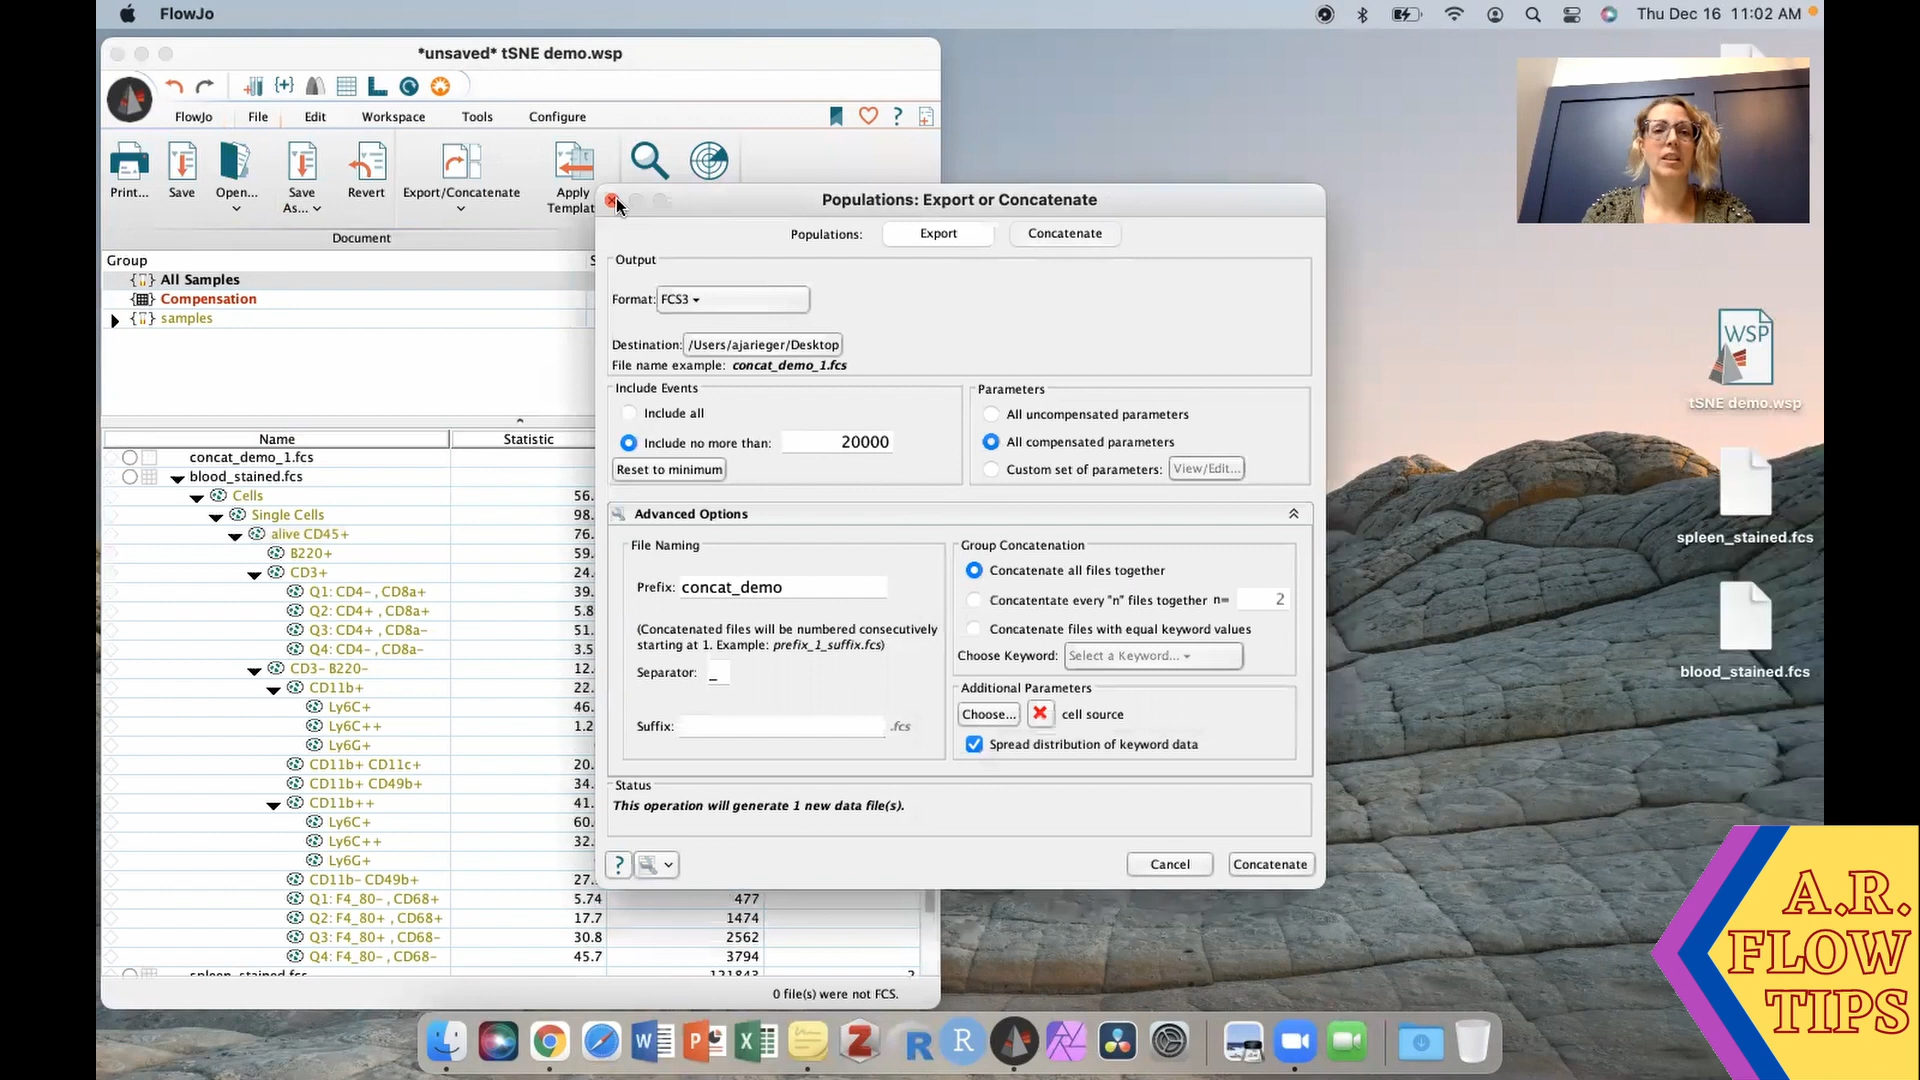 FlowJo
Thu Dec 16 11:02 AM
*unsaved* tSNE demo.wsp
FlowJo File Edit Workspace Tools Configure
Print... Save Open... Save As... Revert Export/Concatenate Apply Templat
Document
Group
All Samples
Compensation
samples
Name Statistic
concat_demo_1.fcs
blood_stained.fcs
Cells 56.
Single Cells 98.
alive CD45+ 76.
B220+ 59.
CD3+ 24.
Q1: CD4- , CD8a+ 39.
Q2: CD4+ , CD8a+ 5.8
Q3: CD4+ , CD8a- 51.
Q4: CD4- , CD8a- 3.5
CD3- B220- 12.
CD11b+ 22.
Ly6C+ 46.
Ly6C++ 1.2
Ly6G+
CD11b+ CD11c+ 20.
CD11b+ CD49b+ 34.
CD11b++ 41.
Ly6C+ 60.
Ly6C++ 32.
Ly6G+
CD11b- CD49b+ 27.
Q1: F4_80- , CD68+ 5.74 477
Q2: F4_80+ , CD68+ 17.7 1474
Q3: F4_80+ , CD68- 30.8 2562
Q4: F4_80- , CD68- 45.7 3794
spleen_stained.fcs 121843 2
0 file(s) were not FCS.
Populations: Export or Concatenate
Populations: Export Concatenate
Output
Format: FCS3
Destination: /Users/ajarieger/Desktop
File name example: concat_demo_1.fcs
Include Events
Include all
Include no more than: 20000
Reset to minimum
Parameters
All uncompensated parameters
All compensated parameters
Custom set of parameters: View/Edit...
Advanced Options
File Naming
Prefix: concat_demo
(Concatenated files will be numbered consecutively
starting at 1. Example: prefix_1_suffix.fcs)
Separator: _
Suffix: .fcs
Group Concatenation
Concatenate all files together
Concatentate every "n" files together n= 2
Concatenate files with equal keyword values
Choose Keyword: Select a Keyword...
Additional Parameters
Choose... cell source
Spread distribution of keyword data
Status
This operation will generate 1 new data file(s).
? Cancel Concatenate
WSP
tSNE demo.wsp
spleen_stained.fcs
blood_stained.fcs
A.R.
FLOW
TIPS